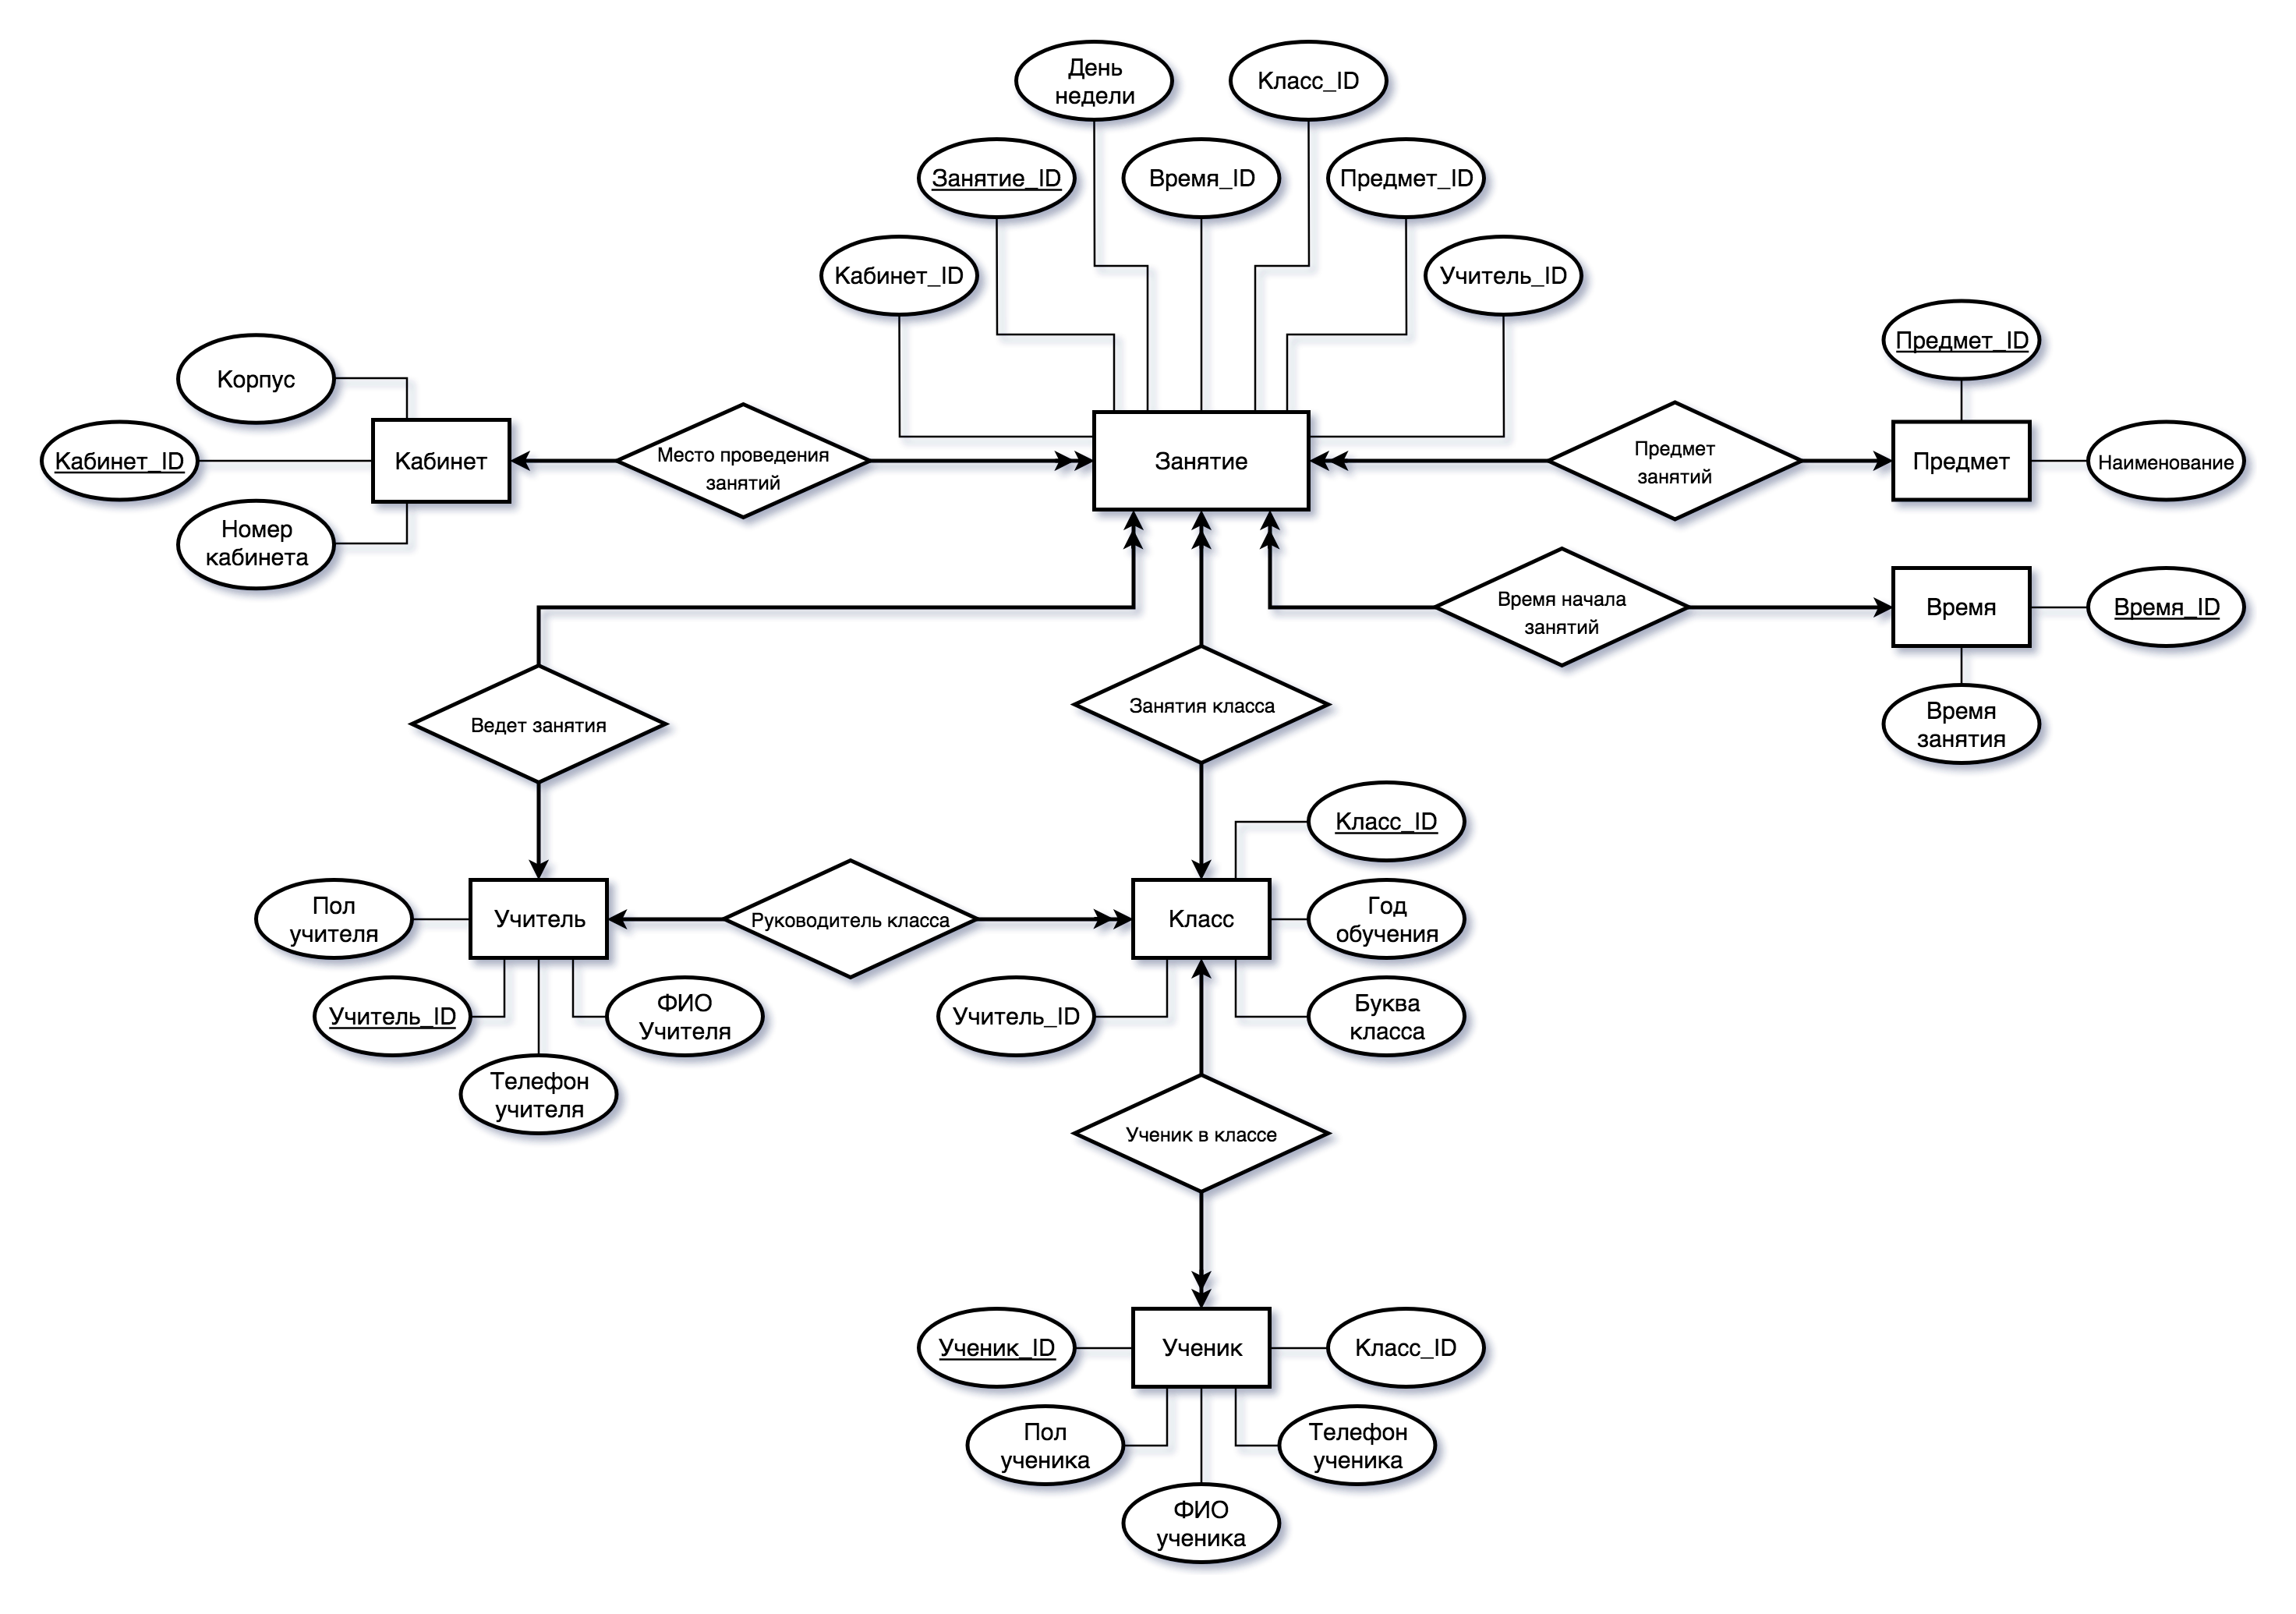 День
недели
Класс_ID
Занятие_ID
Время_ID
Предмет_ID
Кабинет_ID
Учитель_ID
Предмет_ID
Корпус
Кабинет_ID
Кабинет
Место проведения
занятий
Занятие
Предмет
занятий
Предмет
Наименование
Номер
кабинета
Время начала
занятий
Время
Время_ID
Ведет занятия
Занятия класса
Время
занятия
Класс_ID
Пол
учителя
Учитель
Руководитель класса
Класс
Год
обучения
Учитель_ID
ФИО
Учителя
Учитель_ID
Буква
класса
Телефон
учителя
Ученик в классе
Ученик_ID
Ученик
Класс_ID
Пол
ученика
Телефон
ученика
ФИО
ученика